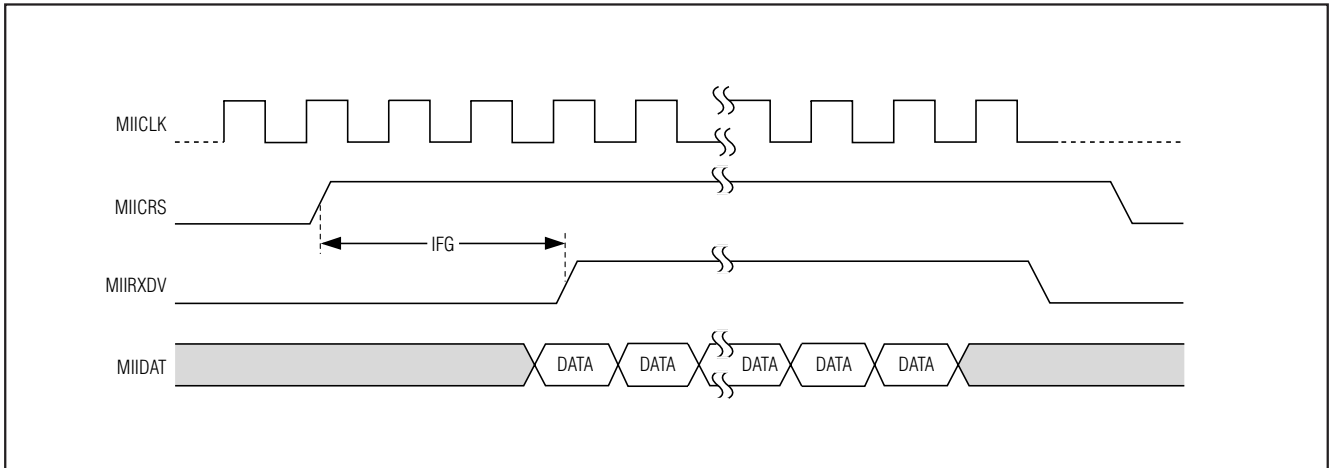 MIICLK
MIICRS
IFG
MIIRXDV
MIIDAT
DATA
DATA
DATA
DATA
DATA